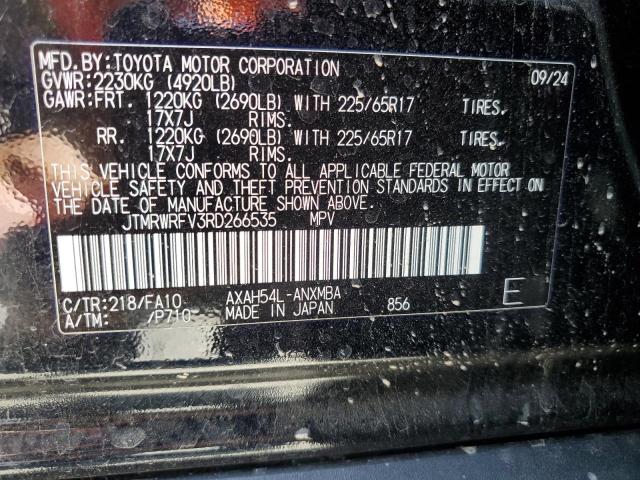 MFD.BY:TOYOTA MOTOR CORPORATION 09/24
GVWR:2230KG (4920LB)
GAWR:FRT. 1220KG (2690LB) WITH 225/65R17 TIRES.
17X7J RIMS.
RR. 1220KG (2690LB) WITH 225/65R17 TIRES.
17X7J RIMS.
THIS VEHICLE CONFORMS TO ALL APPLICABLE FEDERAL MOTOR
VEHICLE SAFETY AND THEFT PREVENTION STANDARDS IN EFFECT ON
THE DATE OF MANUFACTURE SHOWN ABOVE.
JTMRWRFV3RD266535 MPV
C/TR:218/FA10 AXAH54L-ANXMBA 856 E
A/TM: /P710 MADE IN JAPAN